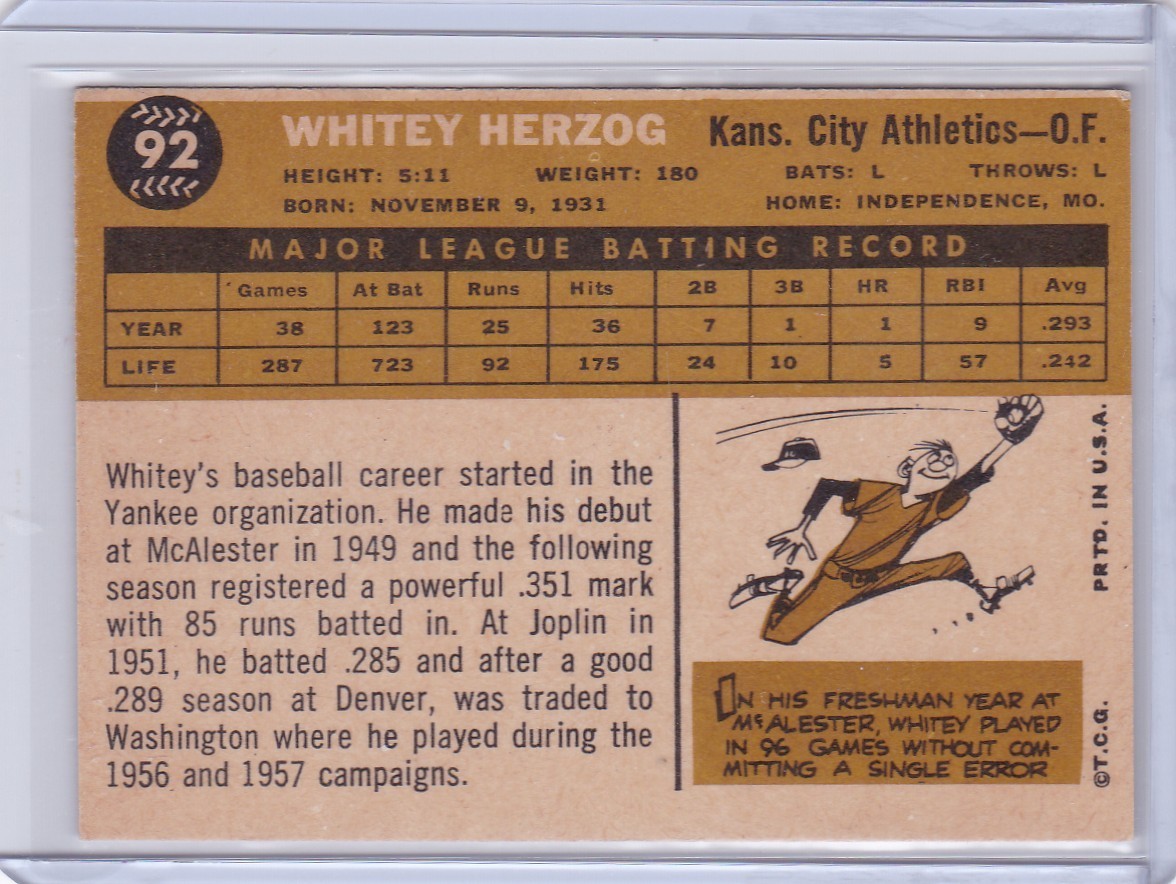 92
WHITEY HERZOG
Kans. City Athletics—O.F.
HEIGHT: 5:11 WEIGHT: 180 BATS: L THROWS: L
BORN: NOVEMBER 9, 1931 HOME: INDEPENDENCE, MO.
MAJOR LEAGUE BATTING RECORD
Games At Bat Runs Hits 2B 3B HR RBI Avg
YEAR 38 123 25 36 7 1 1 9 .293
LIFE 287 723 92 175 24 10 5 57 .242
Whitey's baseball career started in the
Yankee organization. He made his debut
at McAlester in 1949 and the following
season registered a powerful .351 mark
with 85 runs batted in. At Joplin in
1951, he batted .285 and after a good
.289 season at Denver, was traded to
Washington where he played during the
1956 and 1957 campaigns.
IN HIS FRESHMAN YEAR AT
McALESTER, WHITEY PLAYED
IN 96 GAMES WITHOUT COM-
MITTING A SINGLE ERROR
PRTD. IN U.S.A.
©T.C.G.